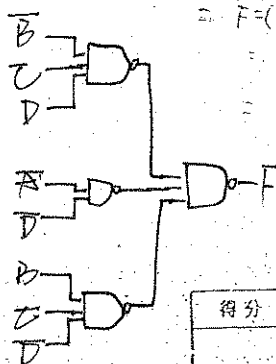 = F=(
=
=
B̅
C̅
D
A̅
D̅
F
B
C̅
D̅
得分